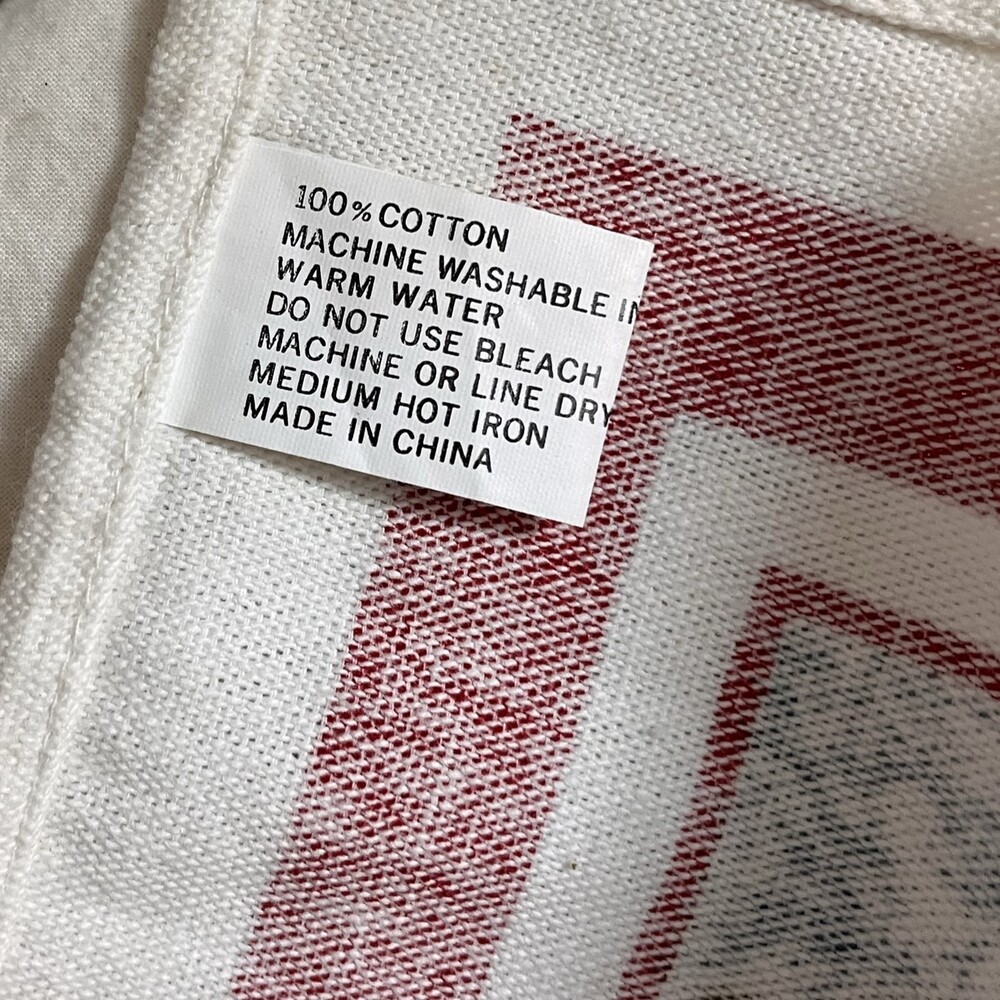 100% COTTON
MACHINE WASHABLE IN
WARM WATER
DO NOT USE BLEACH
MACHINE OR LINE DRY
MEDIUM HOT IRON
MADE IN CHINA